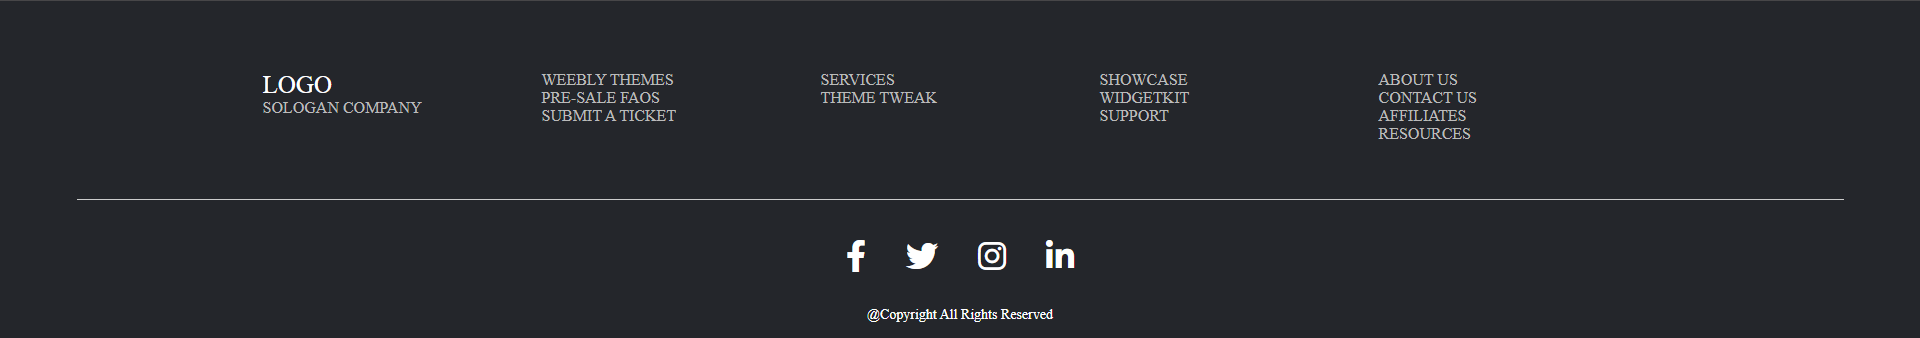 LOGO
SOLOGAN COMPANY
WEEBLY THEMES
PRE-SALE FAOS
SUBMIT A TICKET
SERVICES
THEME TWEAK
SHOWCASE
WIDGETKIT
SUPPORT
ABOUT US
CONTACT US
AFFILIATES
RESOURCES
@Copyright All Rights Reserved